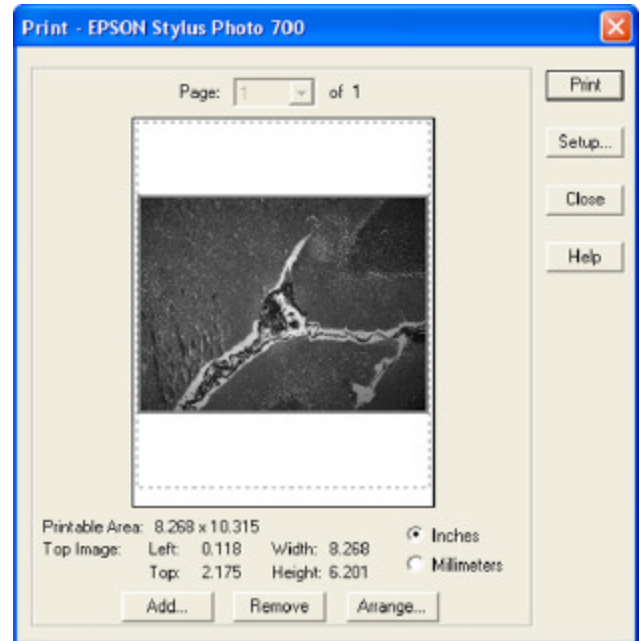 Print - EPSON Stylus Photo 700
Page: 1 of 1
Print
Setup...
Close
Help
Printable Area: 8.268 x 10.315
Top Image: Left: 0.118 Width: 8.268
Top: 2.175 Height: 6.201
Inches
Millimeters
Add... Remove Arrange...